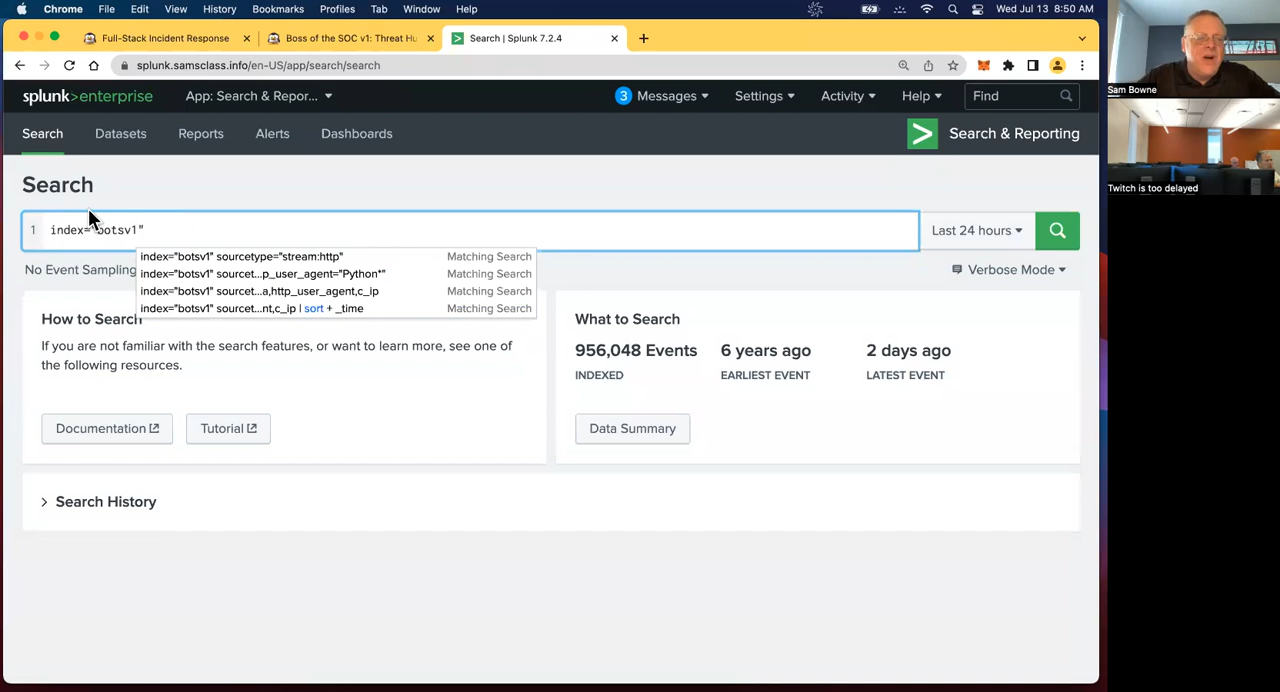 Chrome File Edit View History Bookmarks Profiles Tab Window Help Wed Jul 13 8:50 AM
Full-Stack Incident Response
Boss of the SOC v1: Threat Hu
Search | Splunk 7.2.4
splunk.samsclass.info/en-US/app/search/search
splunk>enterprise App: Search & Repor... 3 Messages Settings Activity Help Find
Search Datasets Reports Alerts Dashboards Search & Reporting
Search
1 index="botsv1" Last 24 hours
index="botsv1" sourcetype="stream:http" Matching Search
index="botsv1" sourcet...p_user_agent="Python*" Matching Search
index="botsv1" sourcet...a,http_user_agent,c_ip Matching Search
index="botsv1" sourcet...nt,c_ip | sort + _time Matching Search
No Event Sampling Verbose Mode
How to Search
If you are not familiar with the search features, or want to learn more, see one of
the following resources.
Documentation Tutorial
What to Search
956,048 Events 6 years ago 2 days ago
INDEXED EARLIEST EVENT LATEST EVENT
Data Summary
Search History
Sam Bowne
Twitch is too delayed